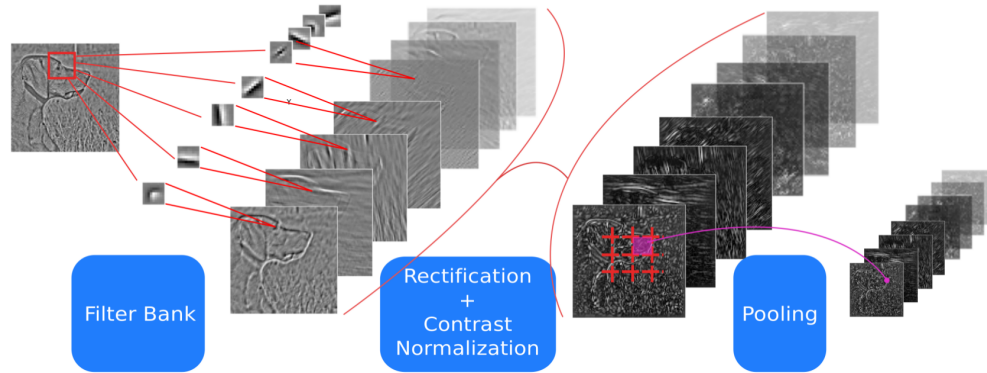 Filter Bank
Rectification
+
Contrast
Normalization
Pooling